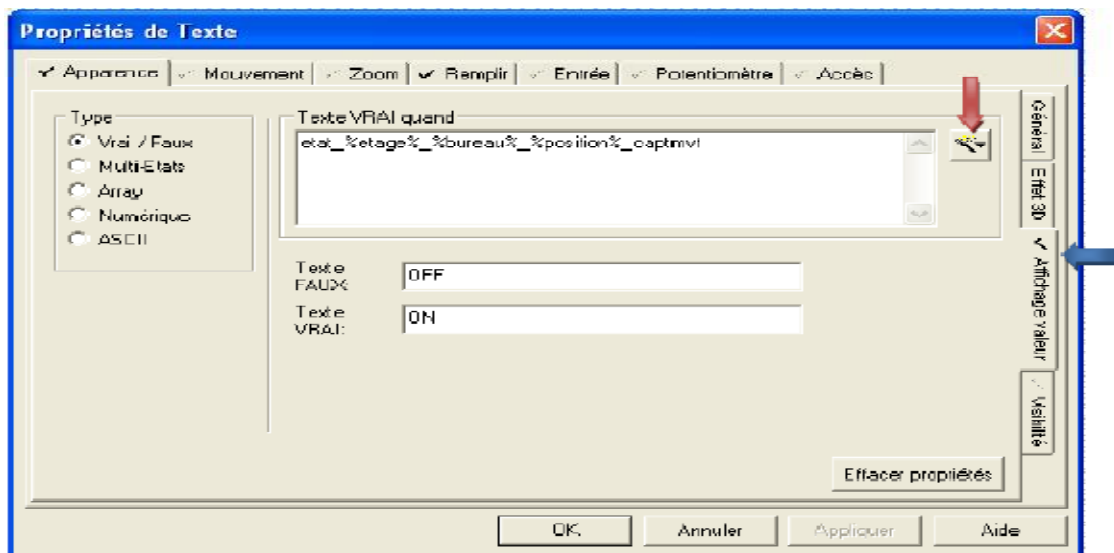 Propriétés de Texte
Apparence Mouvement Zoom Remplir Entrée Potentiomètre Accès
Type
Vrai / Faux
Multi-Etats
Array
Numérique
ASCII
Texte VRAI quand
etat_%etage%_%bureau%_%position%_captmvt
Texte
FAUX:
OFF
Texte
VRAI:
ON
Général
Effet 3D
Affichage valeur
Visibilité
Effacer propriétés
OK
Annuler
Appliquer
Aide